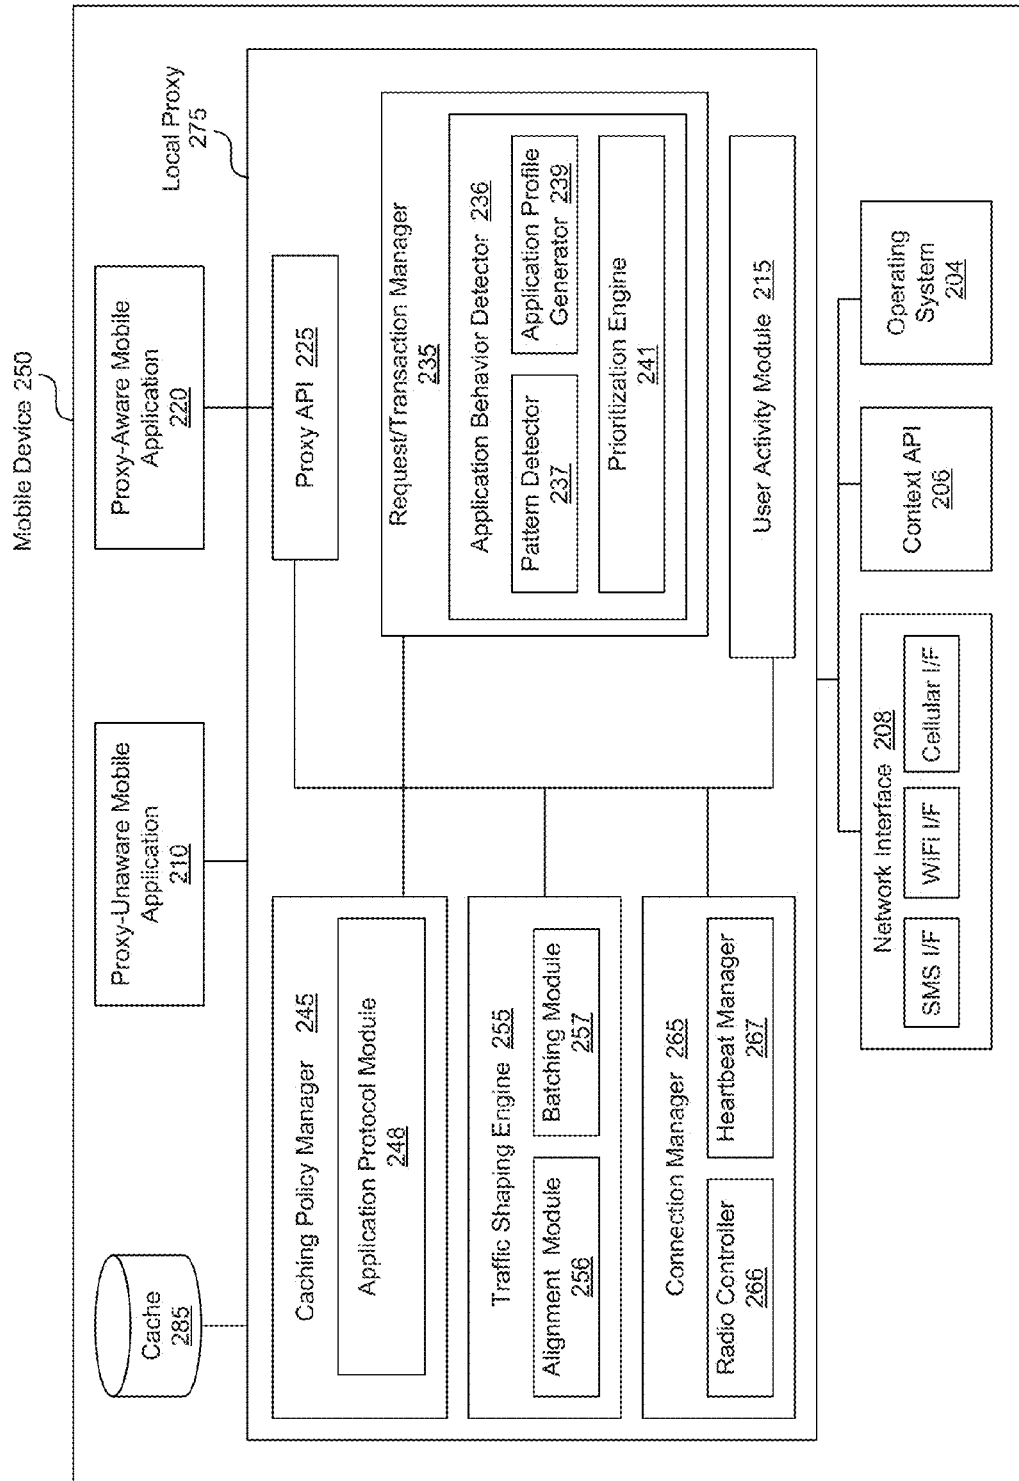 Mobile Device 250
Cache
285
Proxy-Unaware Mobile
Application
210
Proxy-Aware Mobile
Application
220
Local Proxy
275
Caching Policy Manager 245
Application Protocol Module
248
Proxy API 225
Request/Transaction Manager
235
Application Behavior Detector 236
Pattern Detector
237
Application Profile
Generator 239
Prioritization Engine
241
Traffic Shaping Engine 255
Alignment Module
256
Batching Module
257
Connection Manager 265
Radio Controller
266
Heartbeat Manager
267
User Activity Module 215
Network Interface 208
SMS I/F
WiFi I/F
Cellular I/F
Context API
206
Operating
System
204